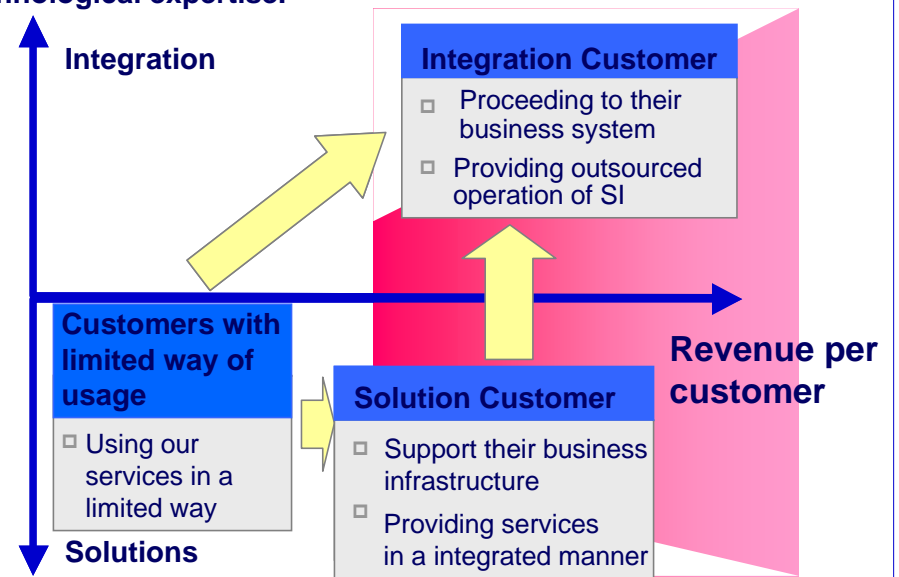 hnological expertise.
Integration
Integration Customer
Proceeding to their
business system
Providing outsourced
operation of SI
Customers with
limited way of
usage
Using our
services in a
limited way
Revenue per
customer
Solution Customer
Support their business
infrastructure
Providing services
in a integrated manner
Solutions